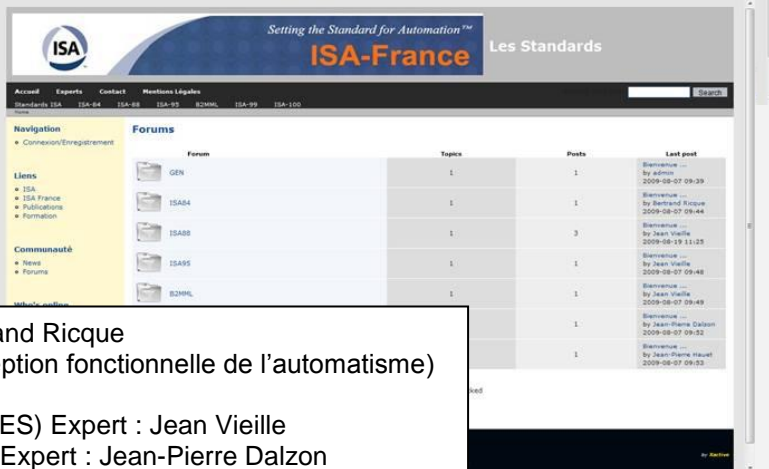 Setting the Standard for Automation™
ISA
ISA-France
Les Standards
Accueil Experts Contact Mentions Légales
Search
Standards ISA ISA-84 ISA-88 ISA-95 B2MML ISA-99 ISA-100
Home
Navigation
Connexion/Enregistrement
Liens
ISA
ISA France
Publications
Formation
Communauté
News
Forums
Who's online
Forums
Forum Topics Posts Last post
GEN 1 1 Bienvenue ...
by admin
2009-08-07 09:39
ISA84 1 1 Bienvenue ...
by Bertrand Ricque
2009-08-07 09:44
ISA88 1 3 Bienvenue ...
by Jean Vieille
2009-08-19 11:25
ISA95 1 1 Bienvenue ...
by Jean Vieille
2009-08-07 09:48
B2MML 1 1 Bienvenue ...
by Jean Vieille
2009-08-07 09:49
1 Bienvenue ...
by Jean-Pierre Dalzon
2009-08-07 09:52
1 Bienvenue ...
by Jean-Pierre Hauet
2009-08-07 09:53
and Ricque
ption fonctionnelle de l'automatisme)
ES) Expert : Jean Vieille
Expert : Jean-Pierre Dalzon
ked
by